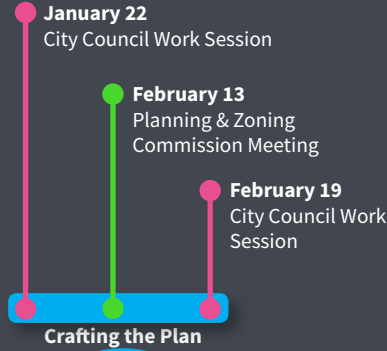 January 22
City Council Work Session
February 13
Planning & Zoning
Commission Meeting
February 19
City Council Work
Session
Crafting the Plan